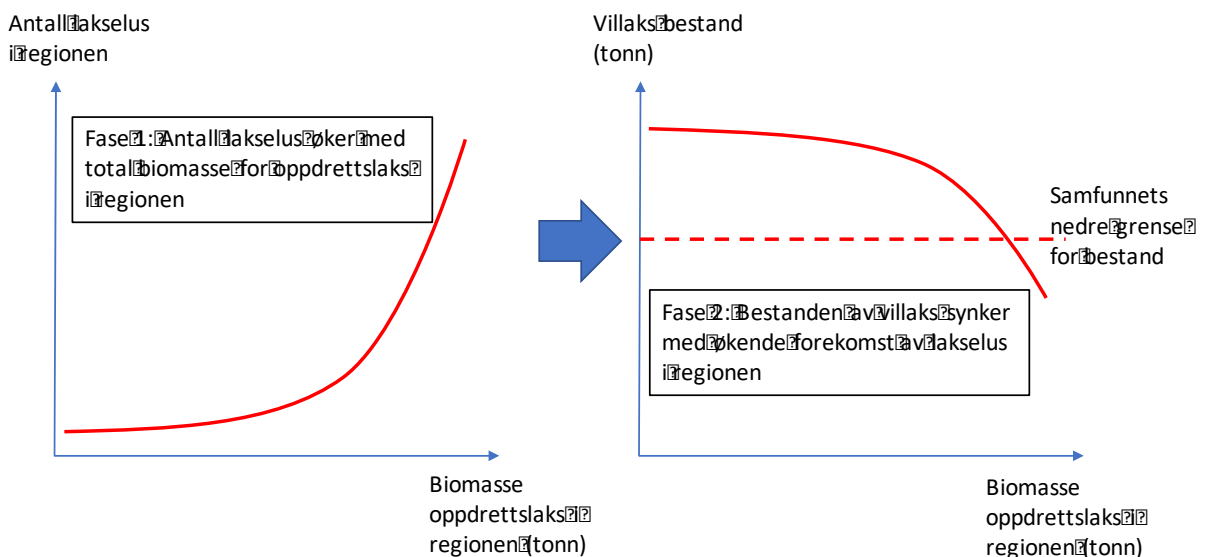 Antall lakselus
i regionen
Fase 1: Antall lakselus øker med
total biomasse for oppdrettslaks
i regionen
Biomasse
oppdrettslaks i
regionen (tonn)
Villaks bestand
(tonn)
Samfunnets
nedre grense
for bestand
Fase 2: Bestanden av villaks synker
med økende forekomst av lakselus
i regionen
Biomasse
oppdrettslaks i
regionen (tonn)